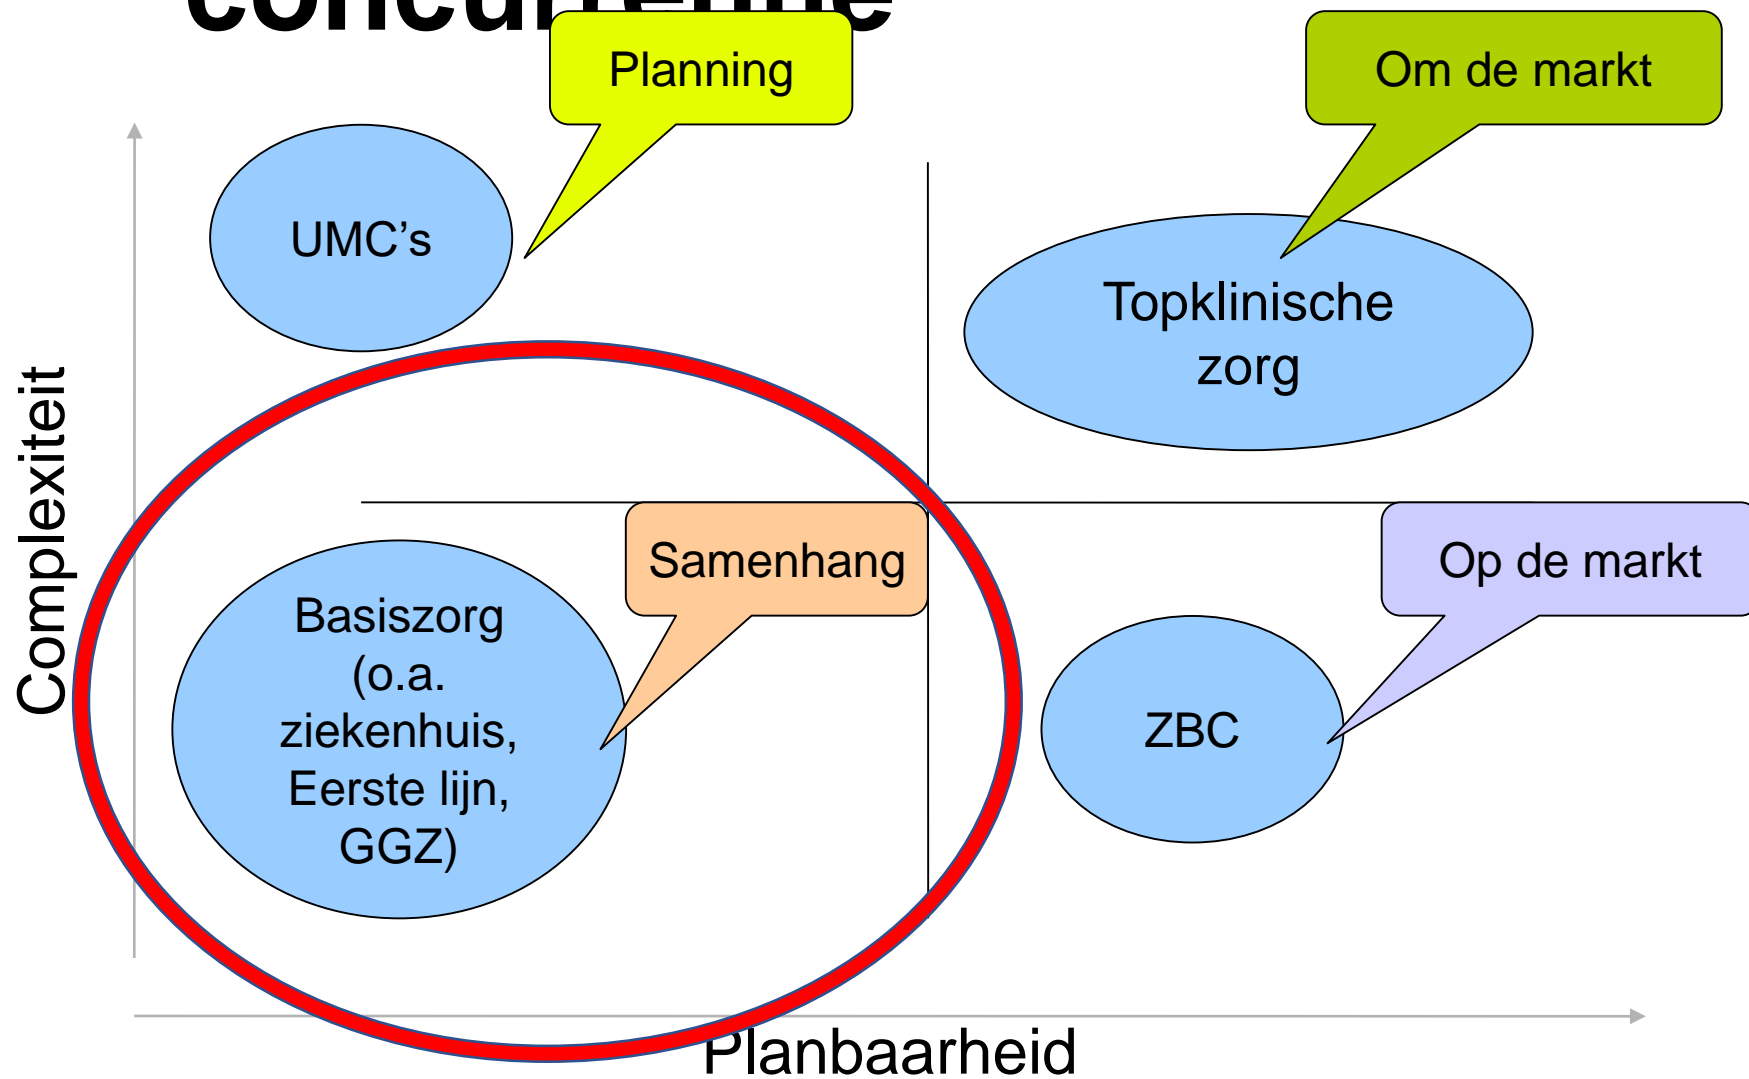 concurrentie
Planning
Om de markt
UMC’s
Topklinische
zorg
Complexiteit
Samenhang
Op de markt
Basiszorg
(o.a.
ziekenhuis,
Eerste lijn,
GGZ)
ZBC
Planbaarheid